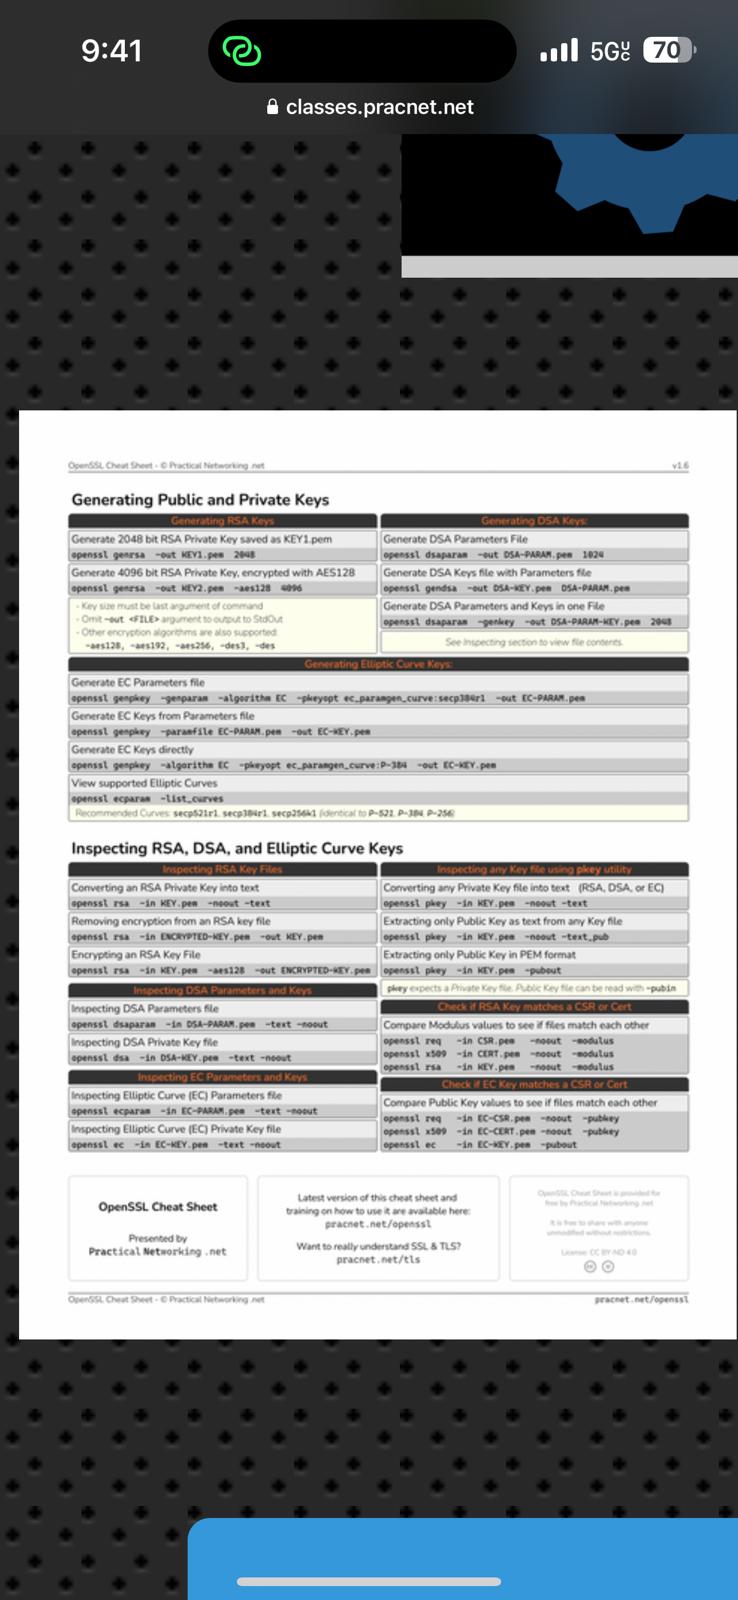 9:41
5GUC
70
classes.pracnet.net
OpenSSL Cheat Sheet - © Practical Networking .net
v1.6
Generating Public and Private Keys
Generating RSA Keys
Generate 2048 bit RSA Private Key saved as KEY1.pem
openssl genrsa -out KEY1.pem 2048
Generate 4096 bit RSA Private Key, encrypted with AES128
openssl genrsa -out KEY2.pem -aes128 4096
- Key size must be last argument of command
- Omit -out <FILE> argument to output to StdOut
- Other encryption algorithms are also supported:
-aes128, -aes192, -aes256, -des3, -des
Generating DSA Keys:
Generate DSA Parameters File
openssl dsaparam -out DSA-PARAM.pem 1024
Generate DSA Keys file with Parameters file
openssl gendsa -out DSA-KEY.pem DSA-PARAM.pem
Generate DSA Parameters and Keys in one File
openssl dsaparam -genkey -out DSA-PARAM-KEY.pem 2048
See Inspecting section to view file contents.
Generating Elliptic Curve Keys:
Generate EC Parameters file
openssl genpkey -genparam -algorithm EC -pkeyopt ec_paramgen_curve:secp384r1 -out EC-PARAM.pem
Generate EC Keys from Parameters file
openssl genpkey -paramfile EC-PARAM.pem -out EC-KEY.pem
Generate EC Keys directly
openssl genpkey -algorithm EC -pkeyopt ec_paramgen_curve:P-384 -out EC-KEY.pem
View supported Elliptic Curves
openssl ecparam -list_curves
Recommended Curves: secp521r1, secp384r1, secp256k1 (identical to P-521, P-384, P-256)
Inspecting RSA, DSA, and Elliptic Curve Keys
Inspecting RSA Key Files
Converting an RSA Private Key into text
openssl rsa -in KEY.pem -noout -text
Removing encryption from an RSA key file
openssl rsa -in ENCRYPTED-KEY.pem -out KEY.pem
Encrypting an RSA Key File
openssl rsa -in KEY.pem -aes128 -out ENCRYPTED-KEY.pem
Inspecting DSA Parameters and Keys
Inspecting DSA Parameters file
openssl dsaparam -in DSA-PARAM.pem -text -noout
Inspecting DSA Private Key file
openssl dsa -in DSA-KEY.pem -text -noout
Inspecting EC Parameters and Keys
Inspecting Elliptic Curve (EC) Parameters file
openssl ecparam -in EC-PARAM.pem -text -noout
Inspecting Elliptic Curve (EC) Private Key file
openssl ec -in EC-KEY.pem -text -noout
Inspecting any Key file using pkey utility
Converting any Private Key file into text (RSA, DSA, or EC)
openssl pkey -in KEY.pem -noout -text
Extracting only Public Key as text from any Key file
openssl pkey -in KEY.pem -noout -text_pub
Extracting only Public Key in PEM format
openssl pkey -in KEY.pem -pubout
pkey expects a Private Key file. Public Key file can be read with -pubin
Check if RSA Key matches a CSR or Cert
Compare Modulus values to see if files match each other
openssl req -in CSR.pem -noout -modulus
openssl x509 -in CERT.pem -noout -modulus
openssl rsa -in KEY.pem -noout -modulus
Check if EC Key matches a CSR or Cert
Compare Public Key values to see if files match each other
openssl req -in EC-CSR.pem -noout -pubkey
openssl x509 -in EC-CERT.pem -noout -pubkey
openssl ec -in EC-KEY.pem -pubout
OpenSSL Cheat Sheet
Presented by
Practical Networking .net
Latest version of this cheat sheet and
training on how to use it are available here:
pracnet.net/openssl
Want to really understand SSL & TLS?
pracnet.net/tls
OpenSSL Cheat Sheet is provided for
free by Practical Networking .net
It is free to share with anyone
unmodified without restrictions.
License: CC BY-ND 4.0
OpenSSL Cheat Sheet - © Practical Networking .net
pracnet.net/openssl